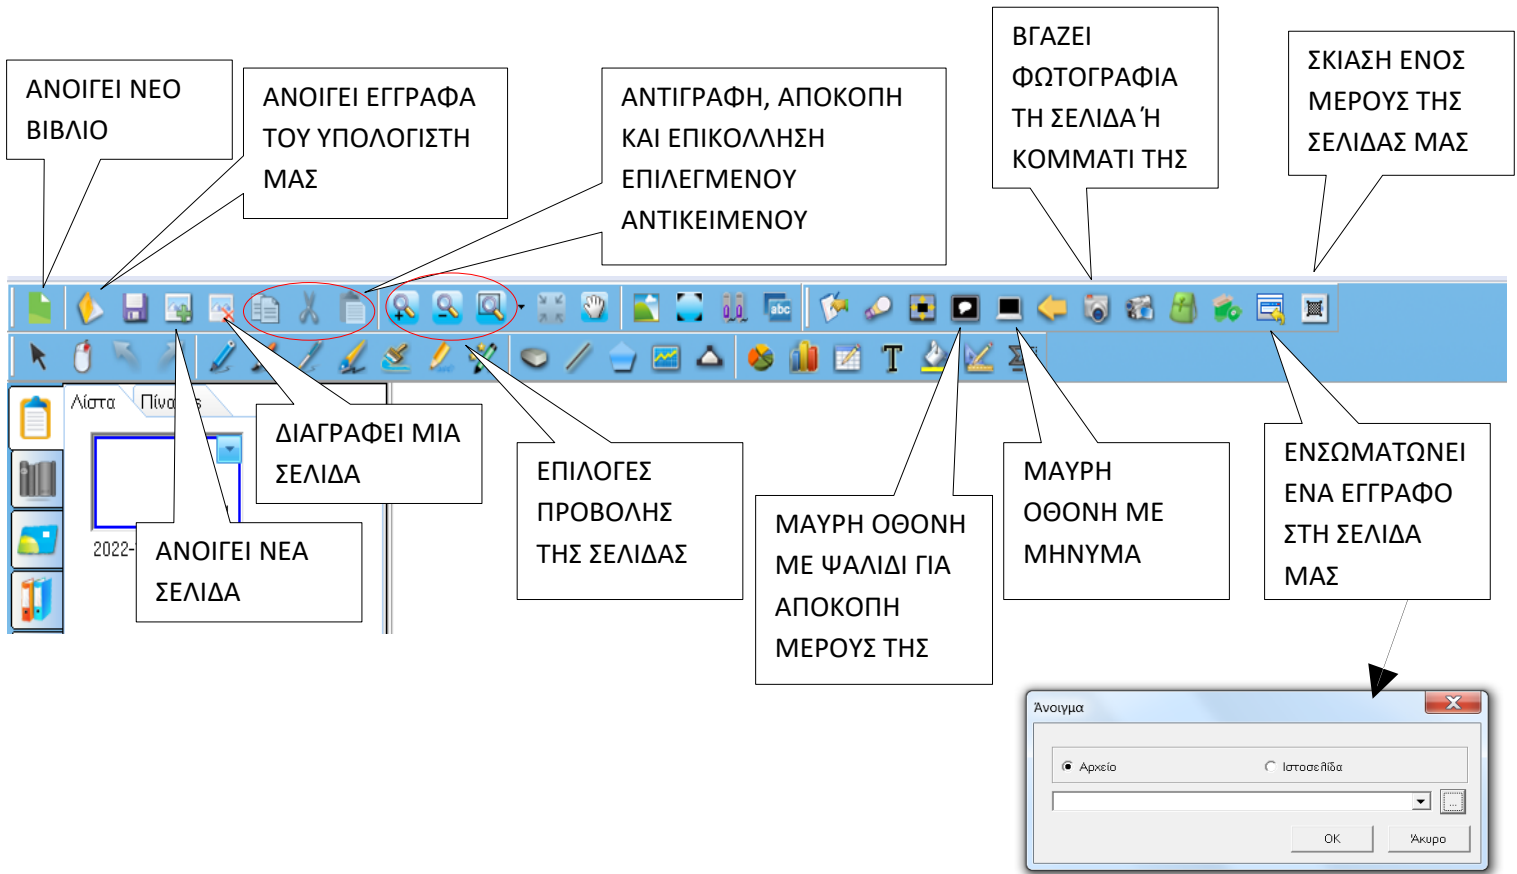 ΑΝΟΙΓΕΙ ΝΕΟ
ΒΙΒΛΙΟ
ΑΝΟΙΓΕΙ ΕΓΓΡΑΦΑ
ΤΟΥ ΥΠΟΛΟΓΙΣΤΗ
ΜΑΣ
ΑΝΤΙΓΡΑΦΗ, ΑΠΟΚΟΠΗ
ΚΑΙ ΕΠΙΚΟΛΛΗΣΗ
ΕΠΙΛΕΓΜΕΝΟΥ
ΑΝΤΙΚΕΙΜΕΝΟΥ
ΒΓΑΖΕΙ
ΦΩΤΟΓΡΑΦΙΑ
ΤΗ ΣΕΛΙΔΑ Ή
ΚΟΜΜΑΤΙ ΤΗΣ
ΣΚΙΑΣΗ ΕΝΟΣ
ΜΕΡΟΥΣ ΤΗΣ
ΣΕΛΙΔΑΣ ΜΑΣ
abc
T
Λίστα
2022-
ΔΙΑΓΡΑΦΕΙ ΜΙΑ
ΣΕΛΙΔΑ
ΑΝΟΙΓΕΙ ΝΕΑ
ΣΕΛΙΔΑ
ΕΠΙΛΟΓΕΣ
ΠΡΟΒΟΛΗΣ
ΤΗΣ ΣΕΛΙΔΑΣ
ΜΑΥΡΗ ΟΘΟΝΗ
ΜΕ ΨΑΛΙΔΙ ΓΙΑ
ΑΠΟΚΟΠΗ
ΜΕΡΟΥΣ ΤΗΣ
ΜΑΥΡΗ
ΟΘΟΝΗ ΜΕ
ΜΗΝΥΜΑ
ΕΝΣΩΜΑΤΩΝΕΙ
ΕΝΑ ΕΓΓΡΑΦΟ
ΣΤΗ ΣΕΛΙΔΑ
ΜΑΣ
Άνοιγμα
Αρχείο
Ιστοσελίδα
...
OK
Άκυρο